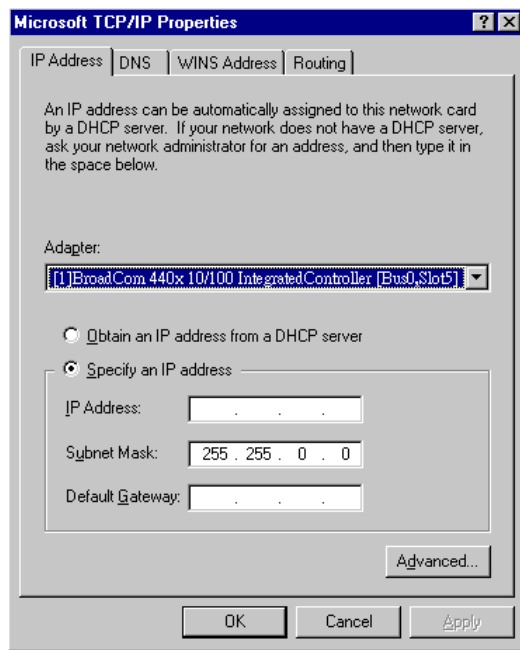 Microsoft TCP/IP Properties
IP Address DNS WINS Address Routing
An IP address can be automatically assigned to this network card
by a DHCP server. If your network does not have a DHCP server,
ask your network administrator for an address, and then type it in
the space below.
Adapter:
[1]BroadCom 440x 10/100 IntegratedController [Bus0,Slot5]
Obtain an IP address from a DHCP server
Specify an IP address
IP Address: . . .
Subnet Mask: 255 . 255 . 0 . 0
Default Gateway: . . .
Advanced...
OK Cancel Apply